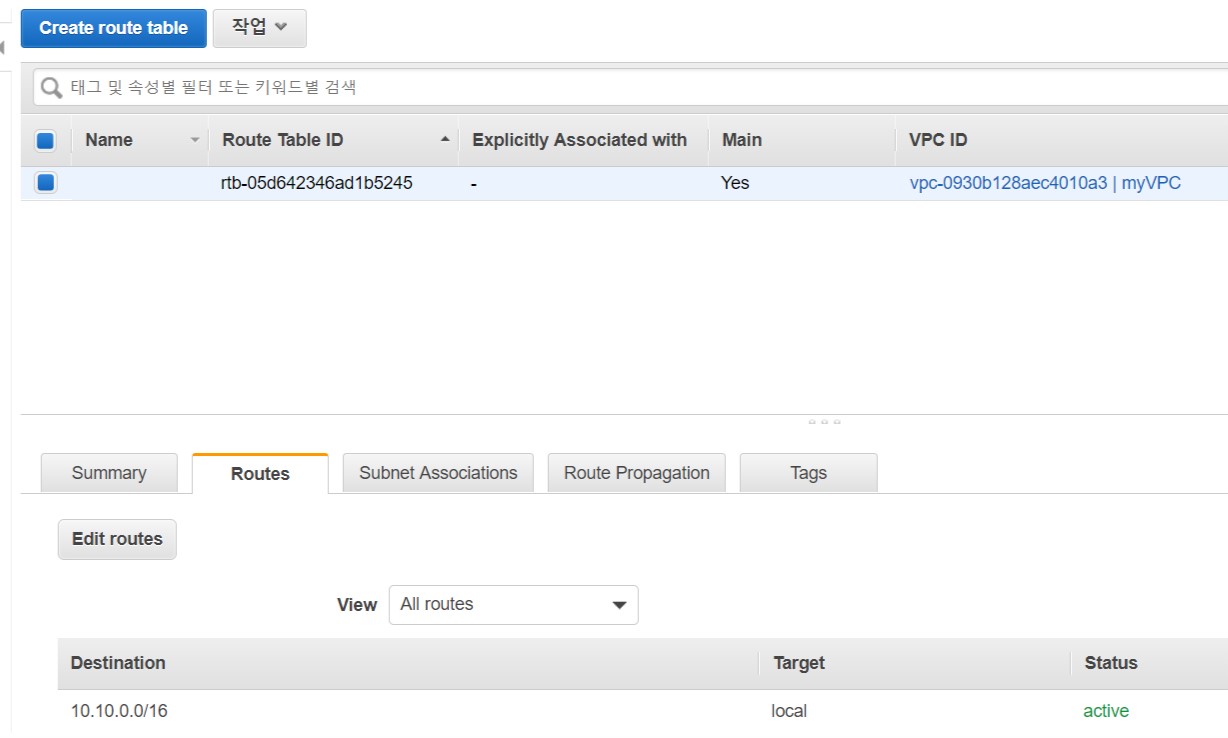 Create route table 작업
태그 및 속성별 필터 또는 키워드별 검색
Name Route Table ID Explicitly Associated with Main VPC ID
rtb-05d642346ad1b5245 - Yes vpc-0930b128aec4010a3 | myVPC
Summary Routes Subnet Associations Route Propagation Tags
Edit routes
View All routes
Destination Target Status
10.10.0.0/16 local active